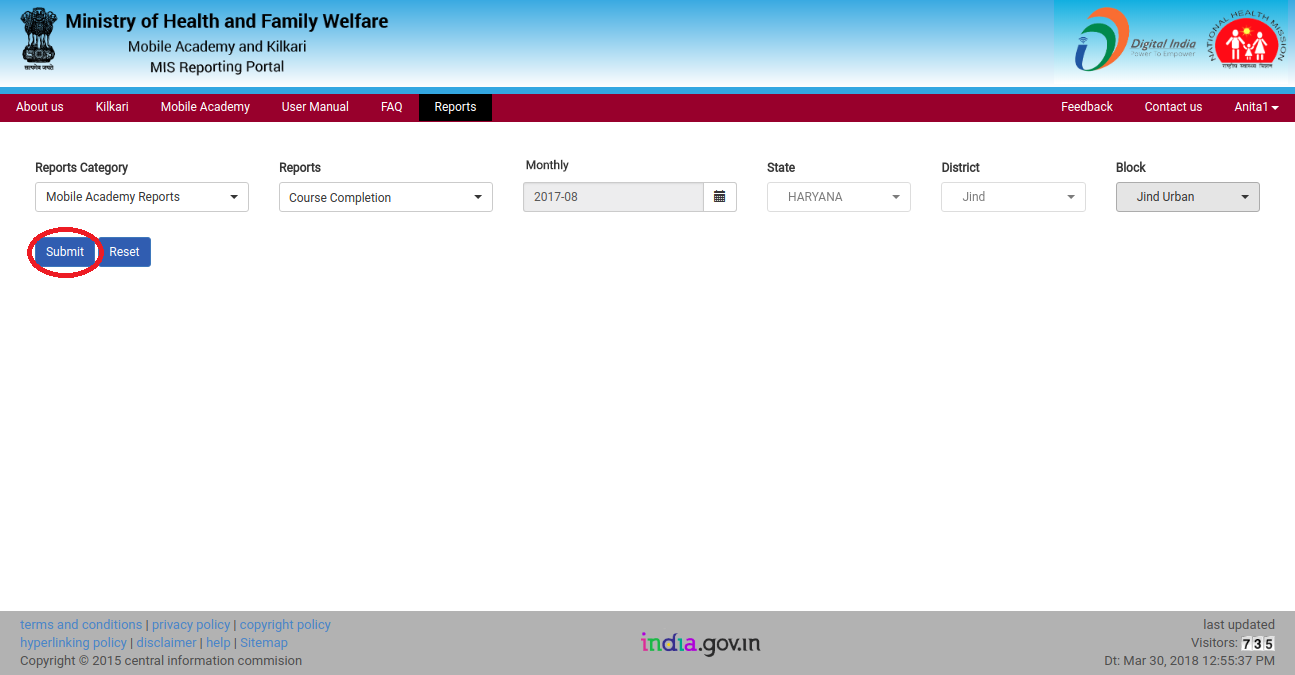 Ministry of Health and Family Welfare
Mobile Academy and Kilkari
MIS Reporting Portal
सत्यमेव जयते
Digital India
Power To Empower
NATIONAL HEALTH MISSION
राष्ट्रीय स्वास्थ्य मिशन
About us Kilkari Mobile Academy User Manual FAQ Reports Feedback Contact us Anita1
Reports Category Reports Monthly State District Block
Mobile Academy Reports Course Completion 2017-08 HARYANA Jind Jind Urban
Submit Reset
terms and conditions | privacy policy | copyright policy
hyperlinking policy | disclaimer | help | Sitemap
Copyright © 2015 central information commision
india.gov.in
last updated
Visitors: 735
Dt: Mar 30, 2018 12:55:37 PM